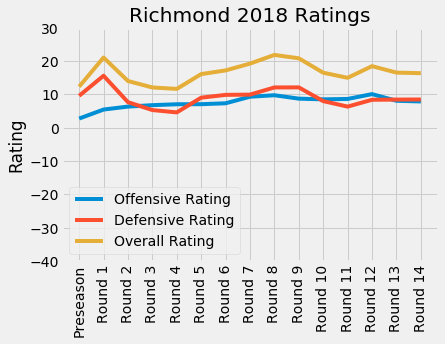 Richmond 2018 Ratings
Rating
30
20
10
0
−10
−20
−30
−40
Offensive Rating
Defensive Rating
Overall Rating
Preseason
Round 1
Round 2
Round 3
Round 4
Round 5
Round 6
Round 7
Round 8
Round 9
Round 10
Round 11
Round 12
Round 13
Round 14